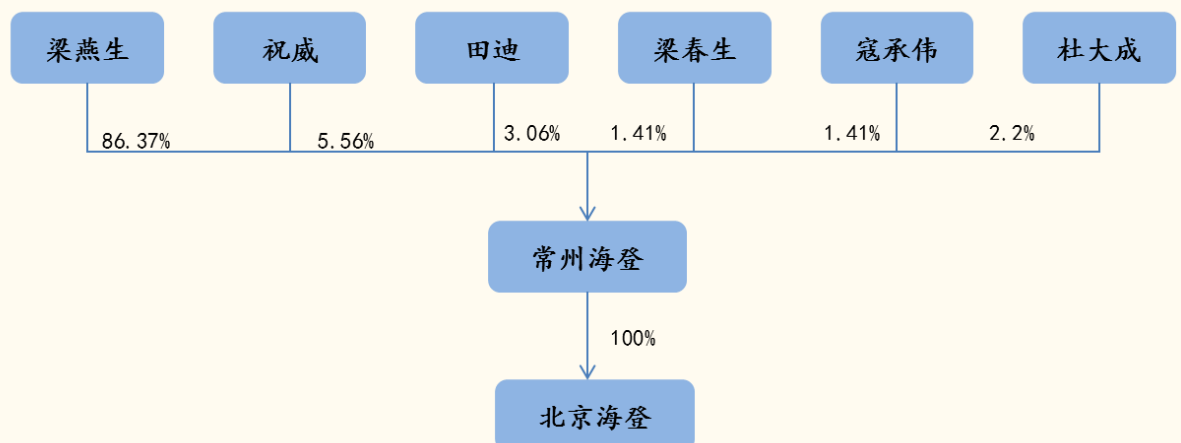 梁燕生 祝威 田迪 梁春生 寇承伟 杜大成
86.37% 5.56% 3.06% 1.41% 1.41% 2.2%
常州海登
100%
北京海登